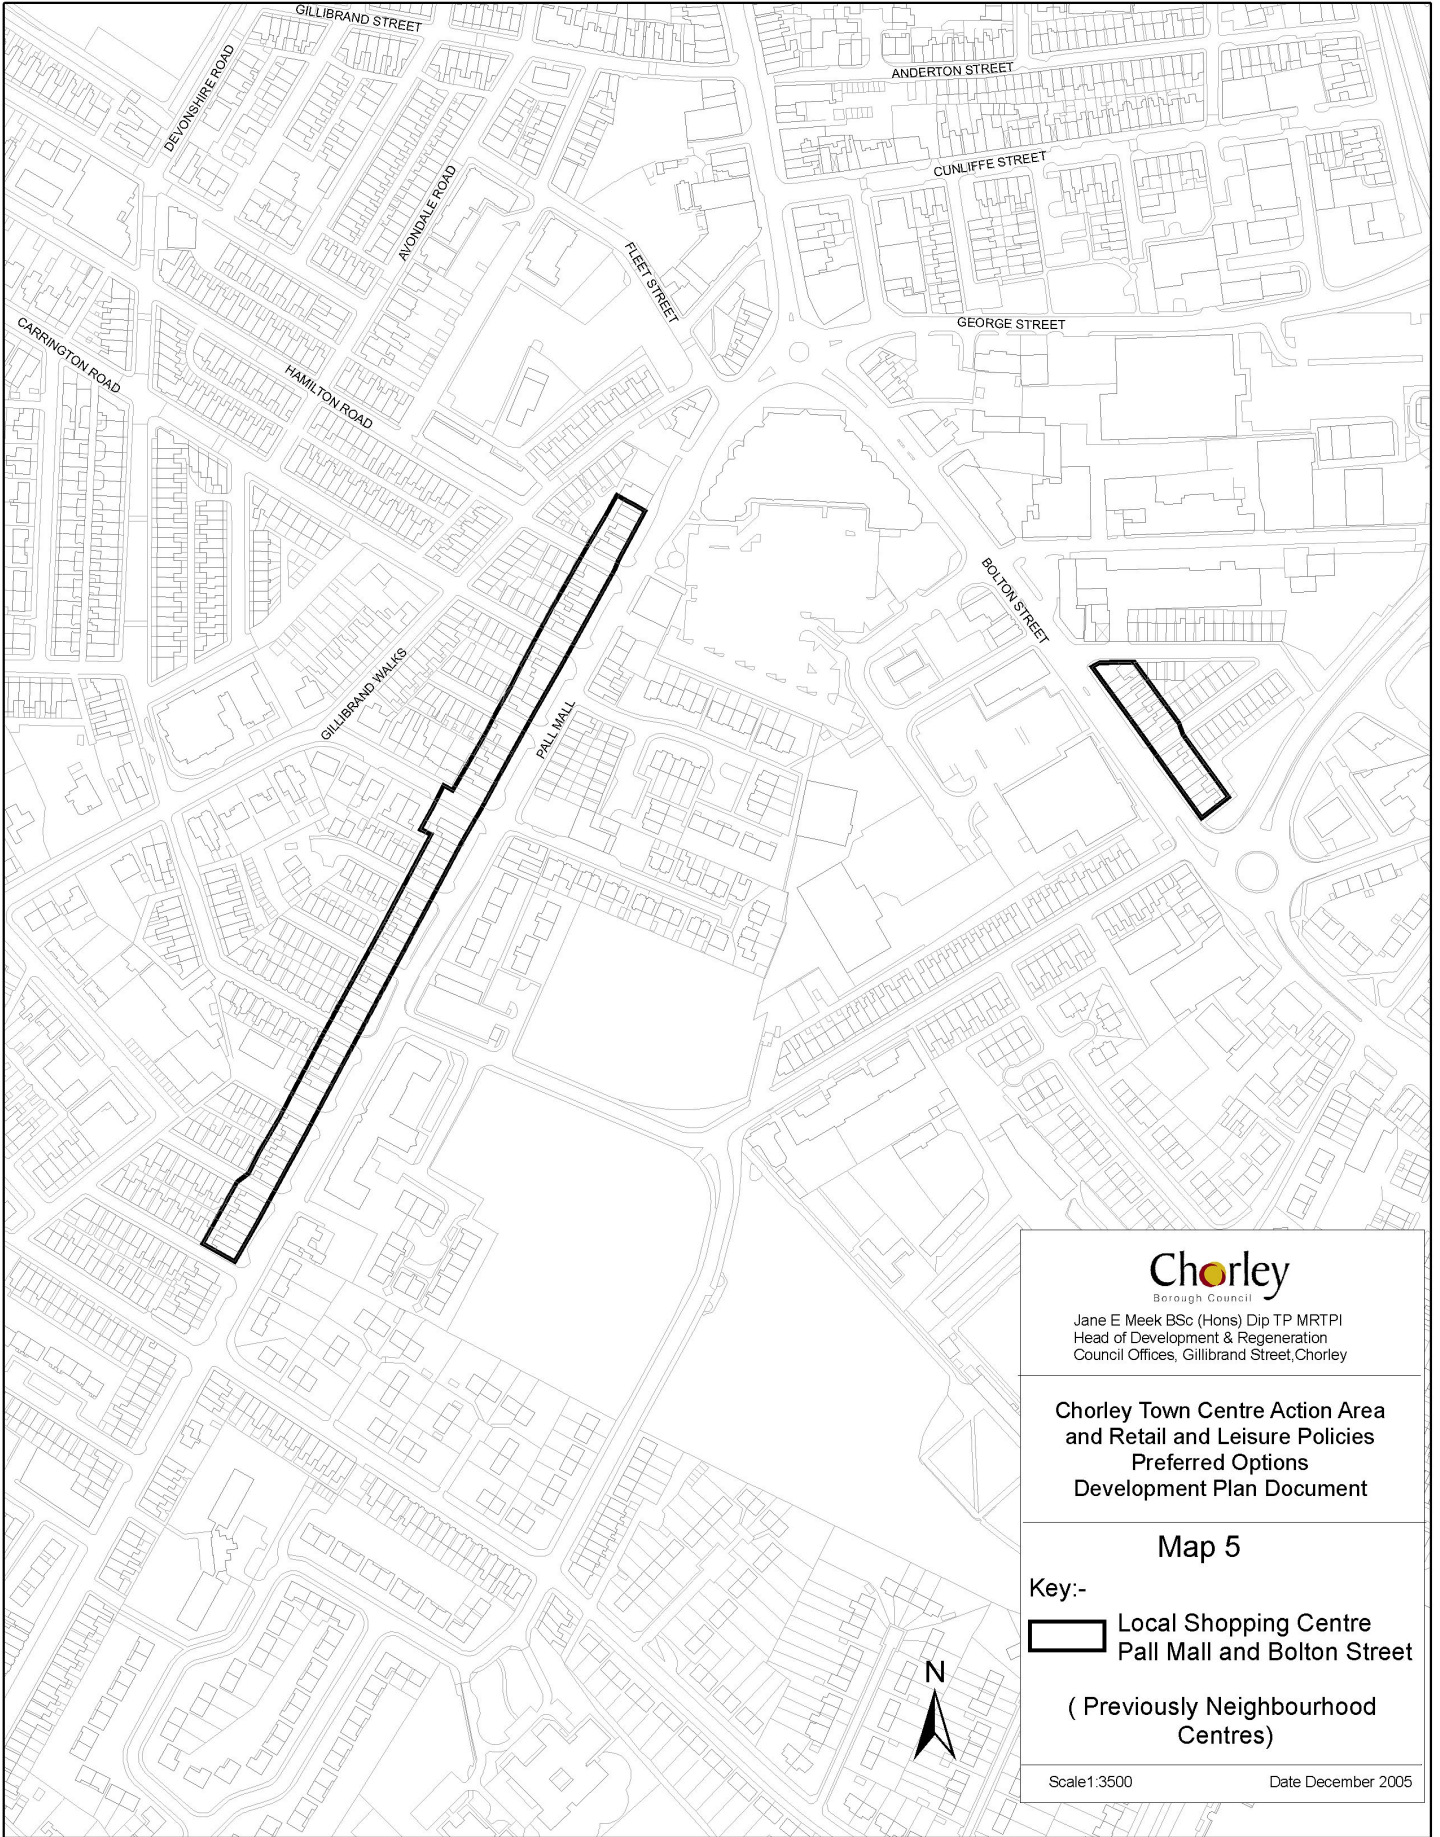 GILLIBRAND STREET
DEVONSHIRE ROAD
ANDERTON STREET
CUNLIFFE STREET
AVONDALE ROAD
FLEET STREET
GEORGE STREET
CARRINGTON ROAD
HAMILTON ROAD
BOLTON STREET
GILLIBRAND WALKS
PALL MALL
Chorley
Borough Council
Jane E Meek BSc (Hons) Dip TP MRTPI
Head of Development & Regeneration
Council Offices, Gillibrand Street,Chorley
Chorley Town Centre Action Area
and Retail and Leisure Policies
Preferred Options
Development Plan Document
Map 5
Key:-
Local Shopping Centre
Pall Mall and Bolton Street
( Previously Neighbourhood
Centres)
N
Scale1:3500
Date December 2005